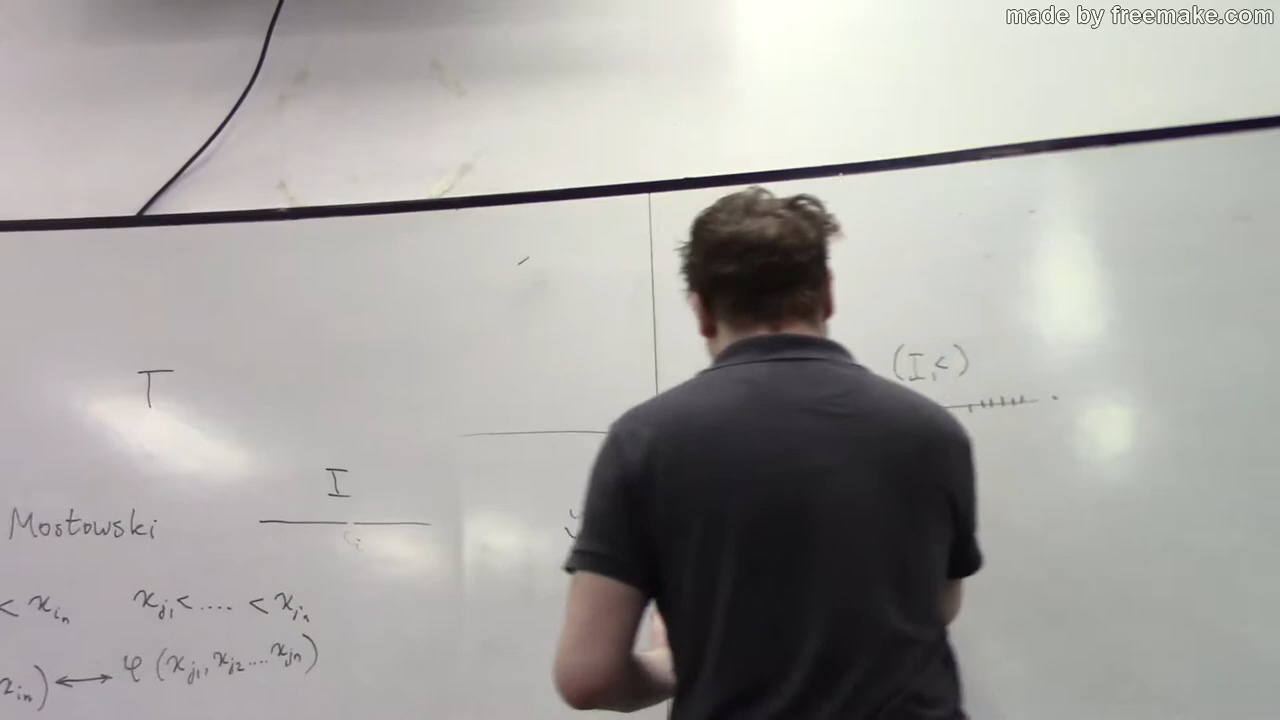 made by freemake.com
T
I
Mostowski
< x_{i_n} x_{j_1} < .... < x_{j_n}
x_{i_n}) ⟷ φ (x_{j_1}, x_{j_2} .... x_{j_n})
(I, <)